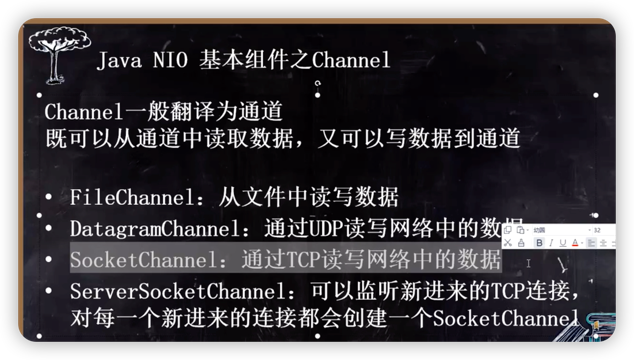 Java NIO 基本组件之Channel
Channel一般翻译为通道
既可以从通道中读取数据，又可以写数据到通道
• FileChannel：从文件中读写数据
• DatagramChannel：通过UDP读写网络中的数据
• SocketChannel：通过TCP读写网络中的数据
• ServerSocketChannel：可以监听新进来的TCP连接，
对每一个新进来的连接都会创建一个SocketChannel
32
B I U A